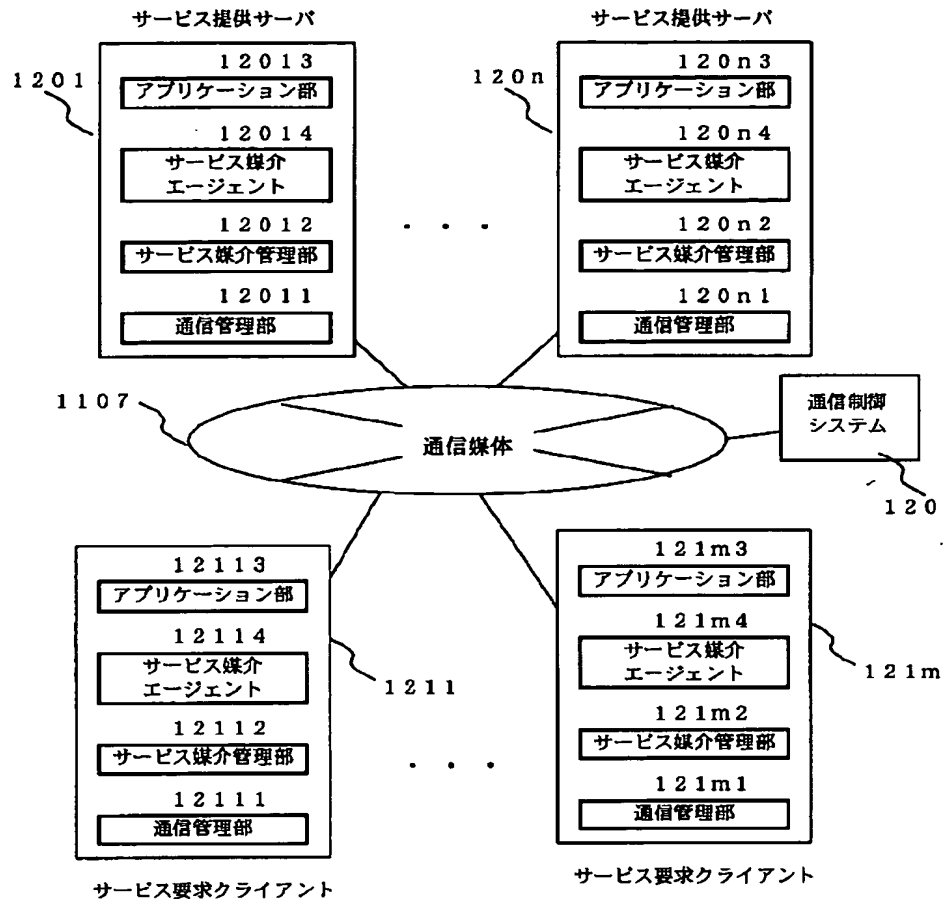 サービス提供サーバ
1201
12013
アプリケーション部
12014
サービス媒介
エージェント
12012
サービス媒介管理部
12011
通信管理部
. . .
サービス提供サーバ
120n
120n3
アプリケーション部
120n4
サービス媒介
エージェント
120n2
サービス媒介管理部
120n1
通信管理部
1107
通信媒体
通信制御
システム
120
12113
アプリケーション部
12114
サービス媒介
エージェント
1211
12112
サービス媒介管理部
12111
通信管理部
サービス要求クライアント
. . .
121m3
アプリケーション部
121m4
サービス媒介
エージェント
121m
121m2
サービス媒介管理部
121m1
通信管理部
サービス要求クライアント